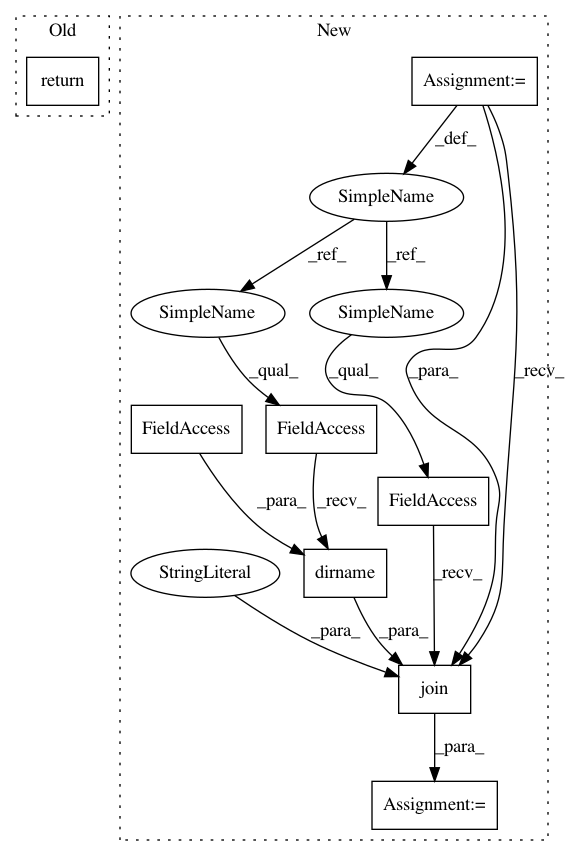 Old
New
return
Assignment:=
_def_
SimpleName
_ref_
_ref_
SimpleName
SimpleName
_qual_
_qual_
_para_
_recv_
FieldAccess
FieldAccess
_para_
_recv_
FieldAccess
StringLiteral
dirname
_recv_
_para_
_para_
join
_para_
Assignment:=